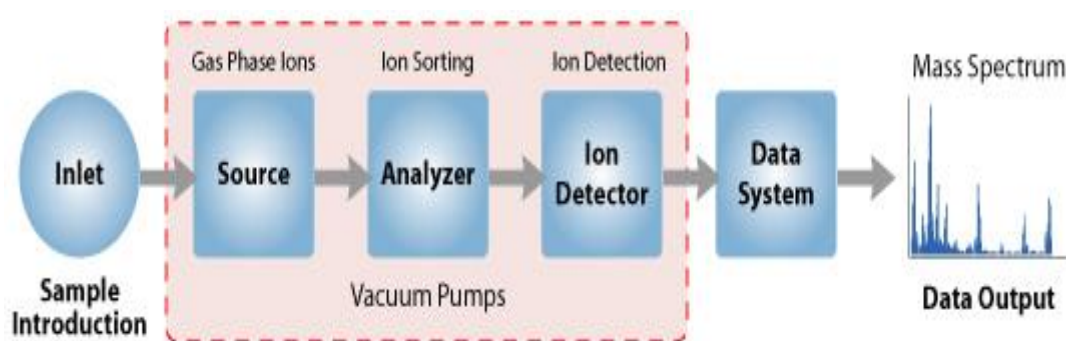 Gas Phase Ions
Ion Sorting
Ion Detection
Mass Spectrum
Inlet
Source
Analyzer
Ion
Detector
Data
System
Sample
Introduction
Vacuum Pumps
Data Output